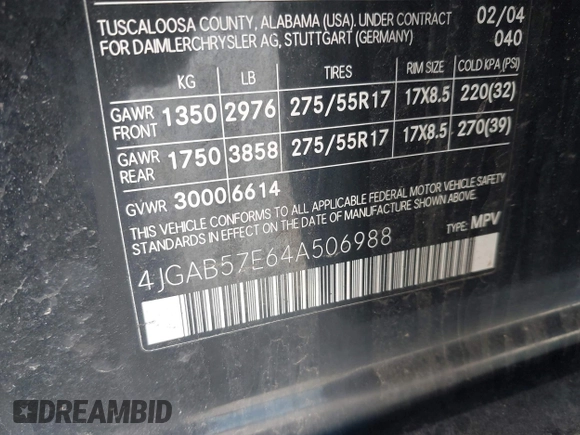 TUSCALOOSA COUNTY, ALABAMA (USA). UNDER CONTRACT 02/04
FOR DAIMLERCHRYSLER AG, STUTTGART (GERMANY) 040
KG LB TIRES RIM SIZE COLD KPA (PSI)
GAWR FRONT 1350 2976 275/55R17 17X8.5 220(32)
GAWR REAR 1750 3858 275/55R17 17X8.5 270(39)
GVWR 3000 6614
THIS VEHICLE CONFORMS TO ALL APPLICABLE FEDERAL MOTOR VEHICLE SAFETY
STANDARDS IN EFFECT ON THE DATE OF MANUFACTURE SHOWN ABOVE.
4JGAB57E64A506988 TYPE: MPV
DREAMBID